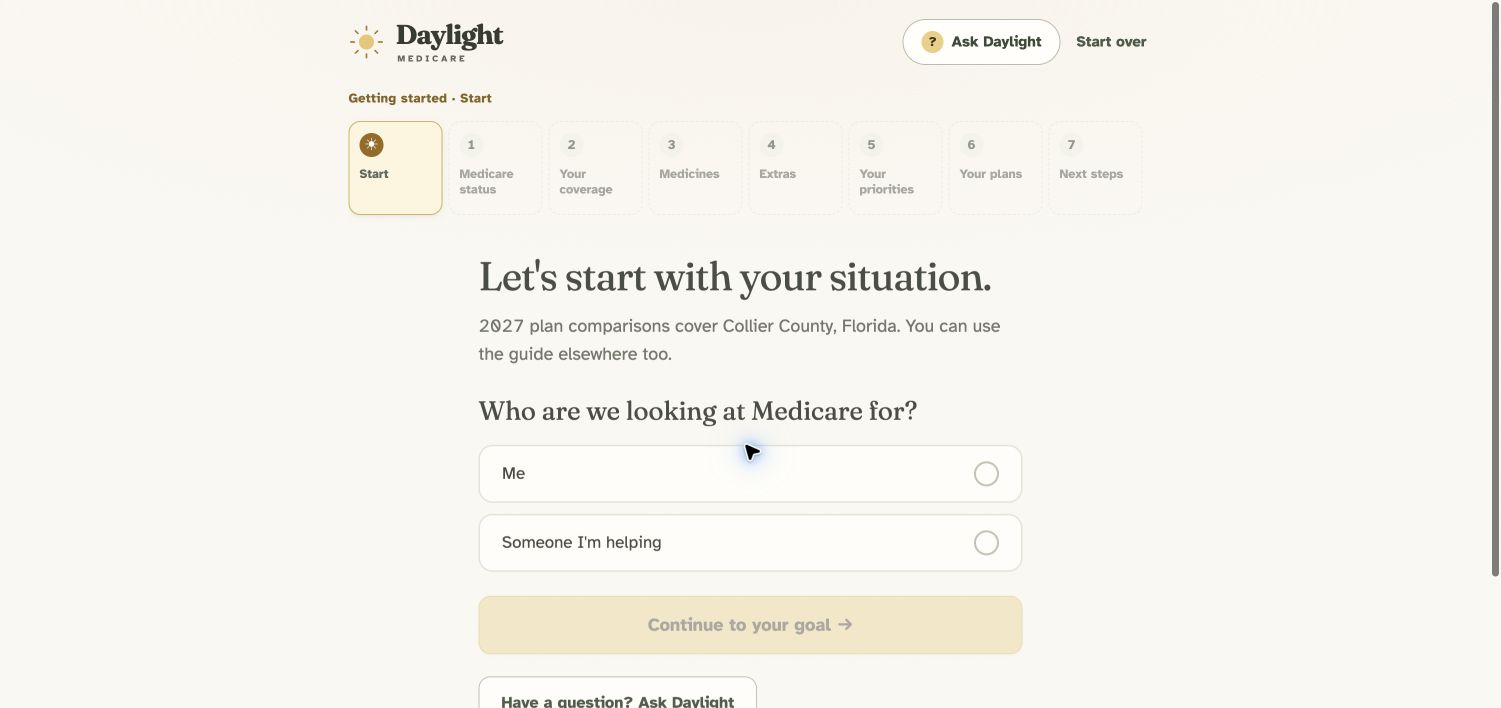 Daylight
MEDICARE
? Ask Daylight
Start over
Getting started · Start
Start
1
Medicare
status
2
Your
coverage
3
Medicines
4
Extras
5
Your
priorities
6
Your plans
7
Next steps
Let's start with your situation.
2027 plan comparisons cover Collier County, Florida. You can use
the guide elsewhere too.
Who are we looking at Medicare for?
Me
Someone I'm helping
Continue to your goal →
Have a question? Ask Daylight